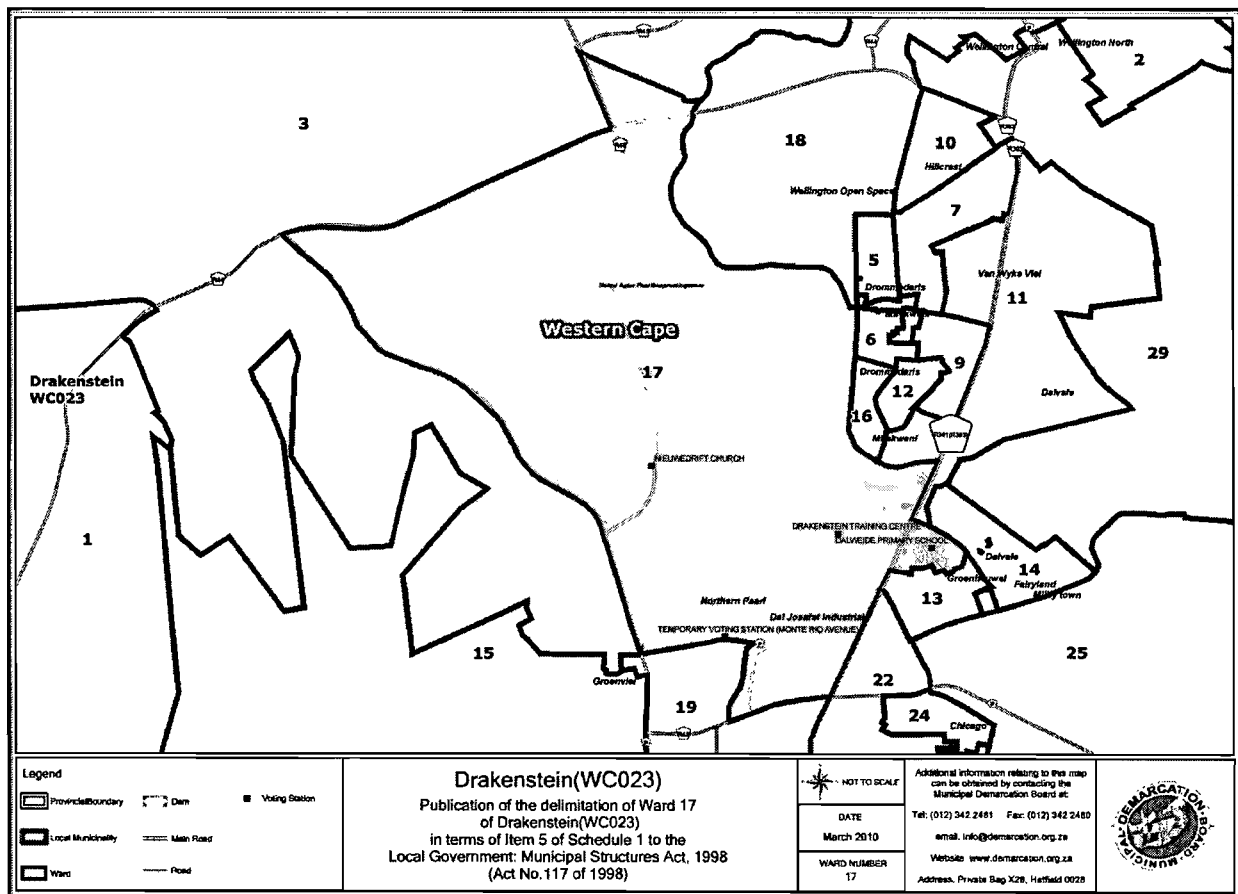 Wellington Central
Wellington North
2
3
18
10
Hillcrest
Wellington Open Space
7
5
Van Wyks Vlei
11
Drommedaris
Western Cape
6
29
17
9
Drakenstein
WC023
Drommedaris
12
Dalvale
16
Mbekweni
NIEUWEDRIFT CHURCH
DRAKENSTEIN TRAINING CENTRE
1
DALWEIDE PRIMARY SCHOOL
Dalvale
14
Fairyland
13
Northern Paarl
Dal Josafat Industrial
TEMPORARY VOTING STATION (MONTE RIO AVENUE)
15
25
Groenvlei
22
19
24
Chicago
Legend
ProvincialBoundary
Dam
Voting Station
Local Municipality
Main Road
Ward
Road
Drakenstein(WC023)
Publication of the delimitation of Ward 17
of Drakenstein(WC023)
in terms of Item 5 of Schedule 1 to the
Local Government: Municipal Structures Act, 1998
(Act No.117 of 1998)
NOT TO SCALE
DATE
March 2010
WARD NUMBER
17
Additional information relating to this map
can be obtained by contacting the
Municipal Demarcation Board at:
Tel: (012) 342 2481 Fax: (012) 342 2480
email. info@demarcation.org.za
Website www.demarcation.org.za
Address. Private Bag X28, Hatfield 0028
MUNICIPAL DEMARCATION BOARD